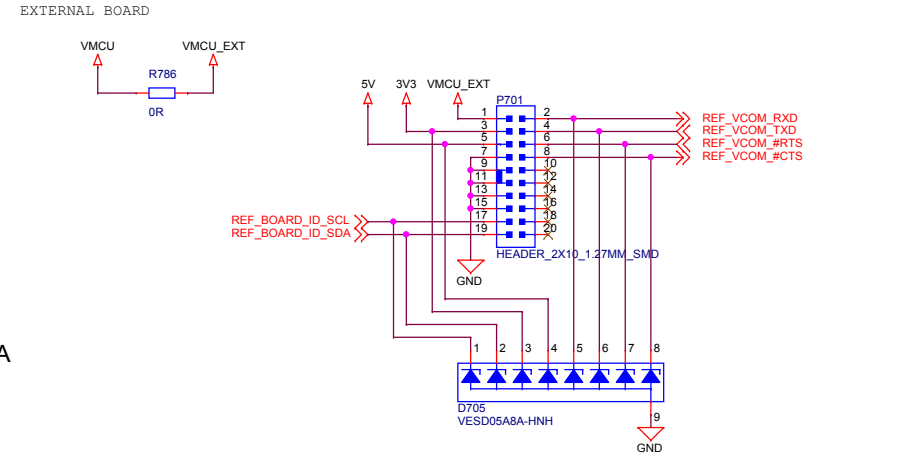 EXTERNAL BOARD
VMCU VMCU_EXT
R786
0R
5V 3V3 VMCU_EXT
P701
1 2
3 4
5 6
7 8
9 10
11 12
13 14
15 16
17 18
19 20
REF_VCOM_RXD
REF_VCOM_TXD
REF_VCOM_#RTS
REF_VCOM_#CTS
REF_BOARD_ID_SCL
REF_BOARD_ID_SDA
HEADER_2X10_1.27MM_SMD
GND
A
1 2 3 4 5 6 7 8
D705
VESD05A8A-HNH
9
GND